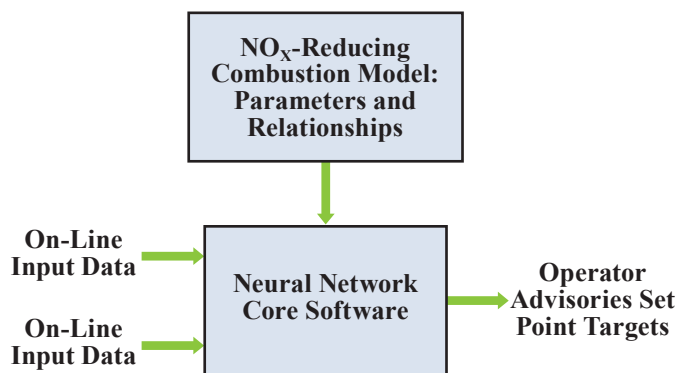 NOX-Reducing
Combustion Model:
Parameters and
Relationships
On-Line
Input Data
Neural Network
Core Software
Operator
Advisories Set
Point Targets
On-Line
Input Data